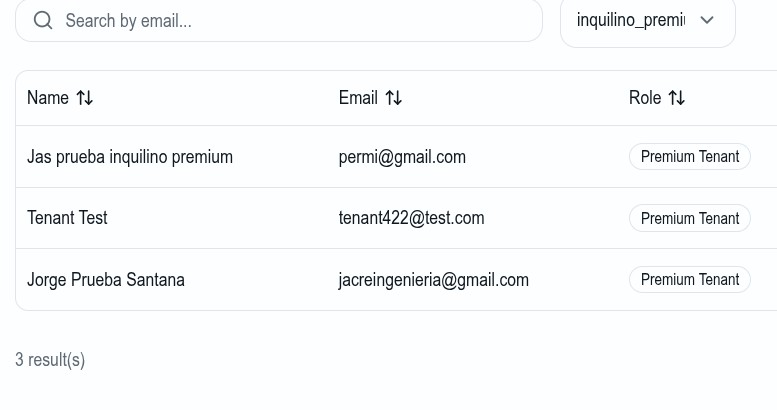 Search by email... inquilino_premi
Name Email Role
Jas prueba inquilino premium permi@gmail.com Premium Tenant
Tenant Test tenant422@test.com Premium Tenant
Jorge Prueba Santana jacreingenieria@gmail.com Premium Tenant
3 result(s)